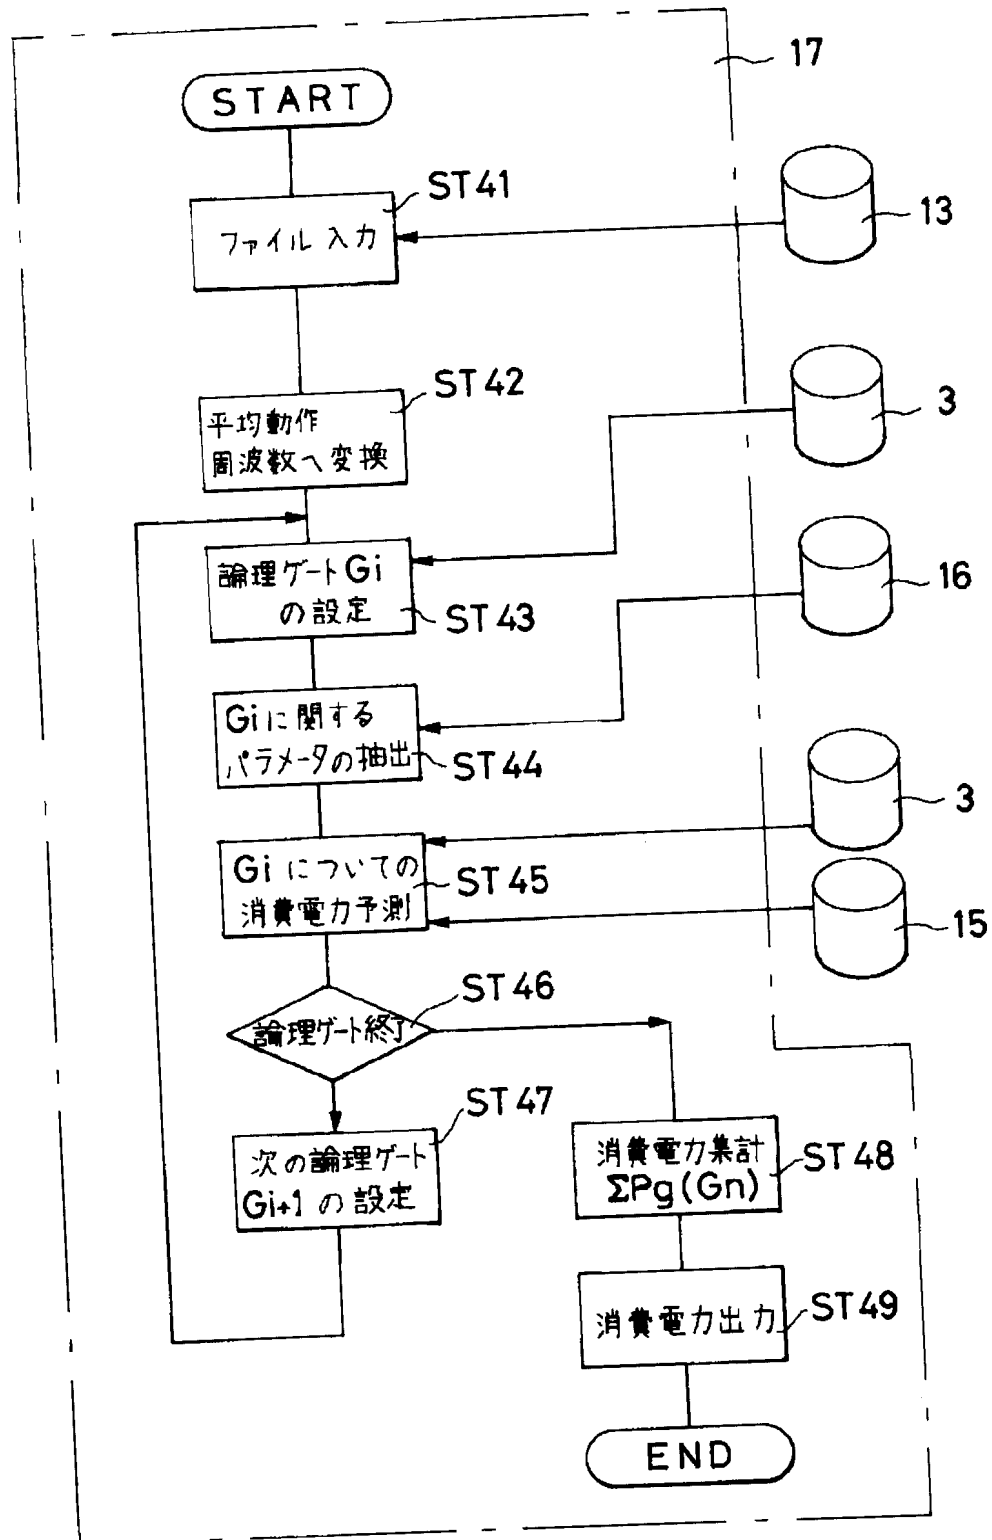 17
START
ST41
ファイル入力
13
ST42
平均動作
周波数へ変換
3
論理ゲートGi
の設定
ST43
16
Giに関する
パラメータの抽出
ST44
3
Giについての
消費電力予測
ST45
15
ST46
論理ゲート終了
ST47
次の論理ゲート
Gi+1の設定
消費電力集計
ΣPg(Gn)
ST48
消費電力出力
ST49
END